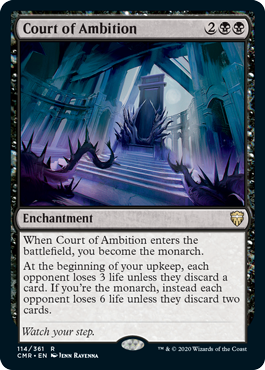 Court of Ambition 2
Enchantment
When Court of Ambition enters the
battlefield, you become the monarch.
At the beginning of your upkeep, each
opponent loses 3 life unless they discard a
card. If you're the monarch, instead each
opponent loses 6 life unless they discard two
cards.
Watch your step.
114/361 R
CMR • EN Jenn Ravenna
™ & © 2020 Wizards of the Coast